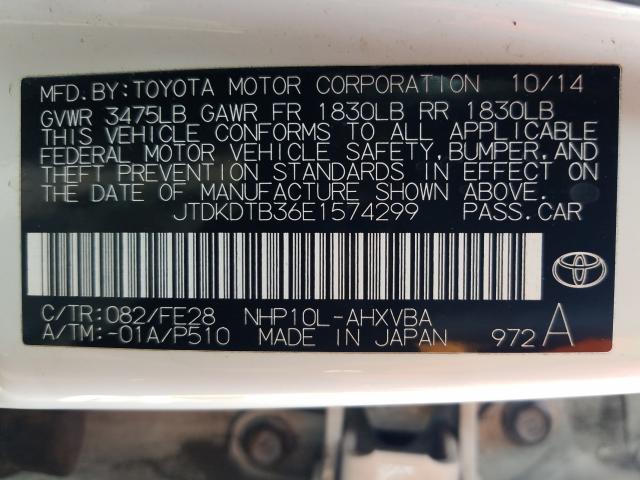 MFD.BY:TOYOTA MOTOR CORPORATION 10/14
GVWR 3475LB GAWR FR 1830LB RR 1830LB
THIS VEHICLE CONFORMS TO ALL APPLICABLE
FEDERAL MOTOR VEHICLE SAFETY,BUMPER,AND
THEFT PREVENTION STANDARDS IN EFFECT ON
THE DATE OF MANUFACTURE SHOWN ABOVE.
JTDKDTB36E1574299 PASS.CAR
C/TR:082/FE28 NHP10L-AHXVBA
A/TM:-01A/P510 MADE IN JAPAN 972 A